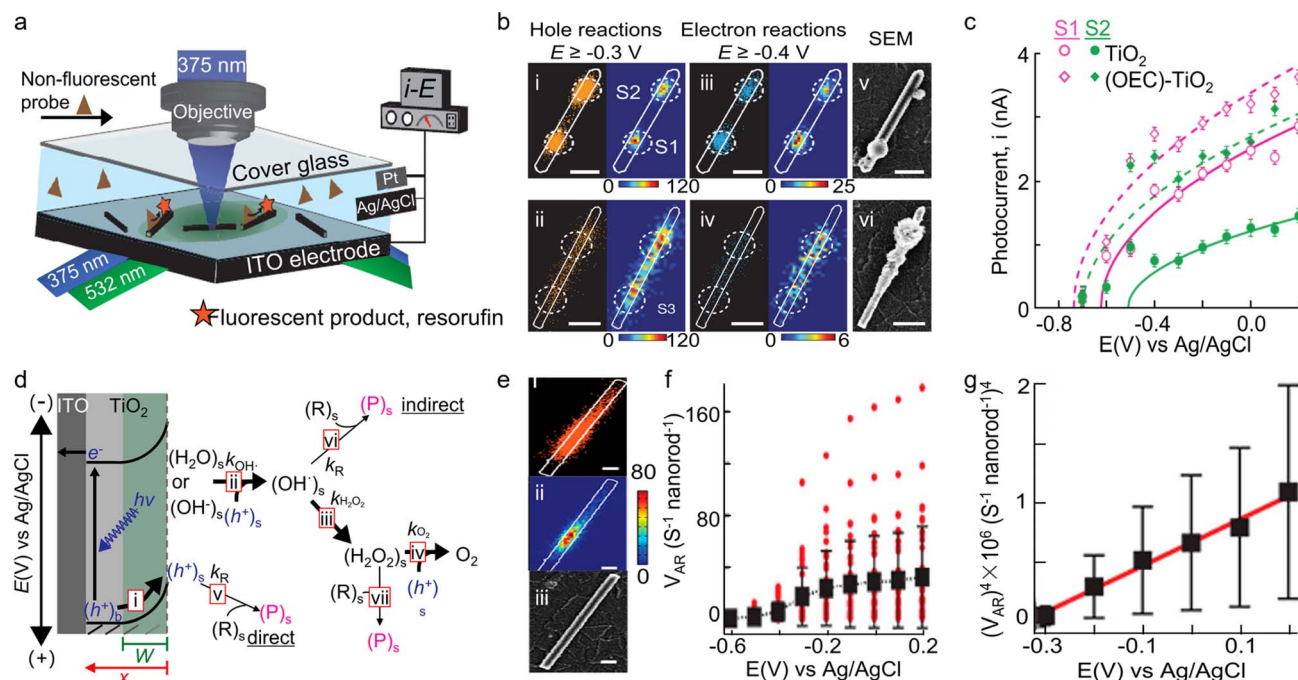 a
375 nm
Non-fluorescent
probe
Objective
i-E
Cover glass
Pt
Ag/AgCl
ITO electrode
375 nm
532 nm
Fluorescent product, resorufin
b
Hole reactions
E ≥ -0.3 V
Electron reactions
E ≥ -0.4 V
SEM
i
S2
S1
iii
v
0 120
0 25
ii
S3
iv
vi
0 120
0 6
c
S1 S2
TiO2
(OEC)-TiO2
Photocurrent, i (nA)
4
2
0
-0.8 -0.4 0.0
E(V) vs Ag/AgCl
d
(-)
(+)
E(V) vs Ag/AgCl
ITO TiO2
e-
hν
(h+)b
i
(h+)s
W
x
(H2O)s
or
(OH-)s
kOH·
ii
(h+)s
(OH·)s
(R)s
(P)s
indirect
vi
kR
iii
kH2O2
(H2O2)s
kO2
iv
O2
(h+)
s
(R)s
vii
(P)s
kR
v
(R)s
(P)s
direct
e
i
ii
iii
80
0
f
VAR (S-1 nanorod-1)
160
80
0
-0.6 -0.4 -0.2 0.0 0.2
E(V) vs Ag/AgCl
g
(VAR)4 × 106 (S-1 nanorod-1)4
2
1
0
-0.3 -0.1 0.1
E(V) vs Ag/AgCl